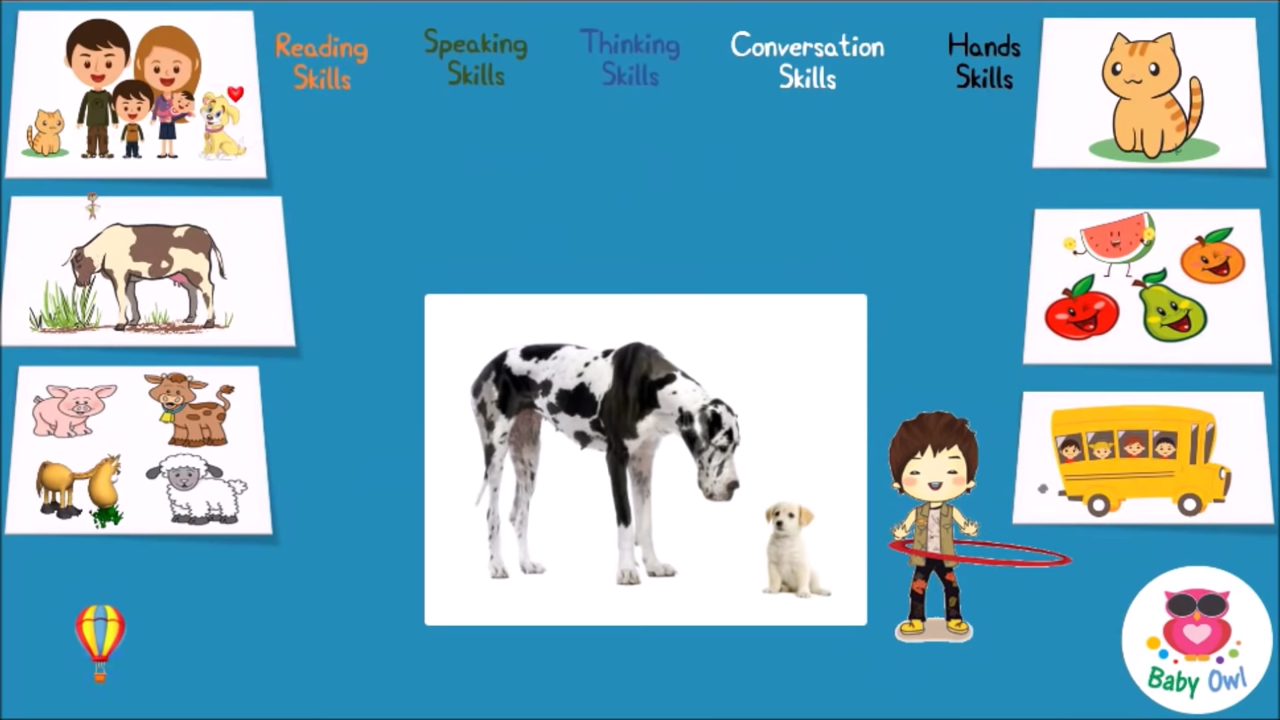 Reading
Skills
Speaking
Skills
Thinking
Skills
Conversation
Skills
Hands
Skills
Baby Owl